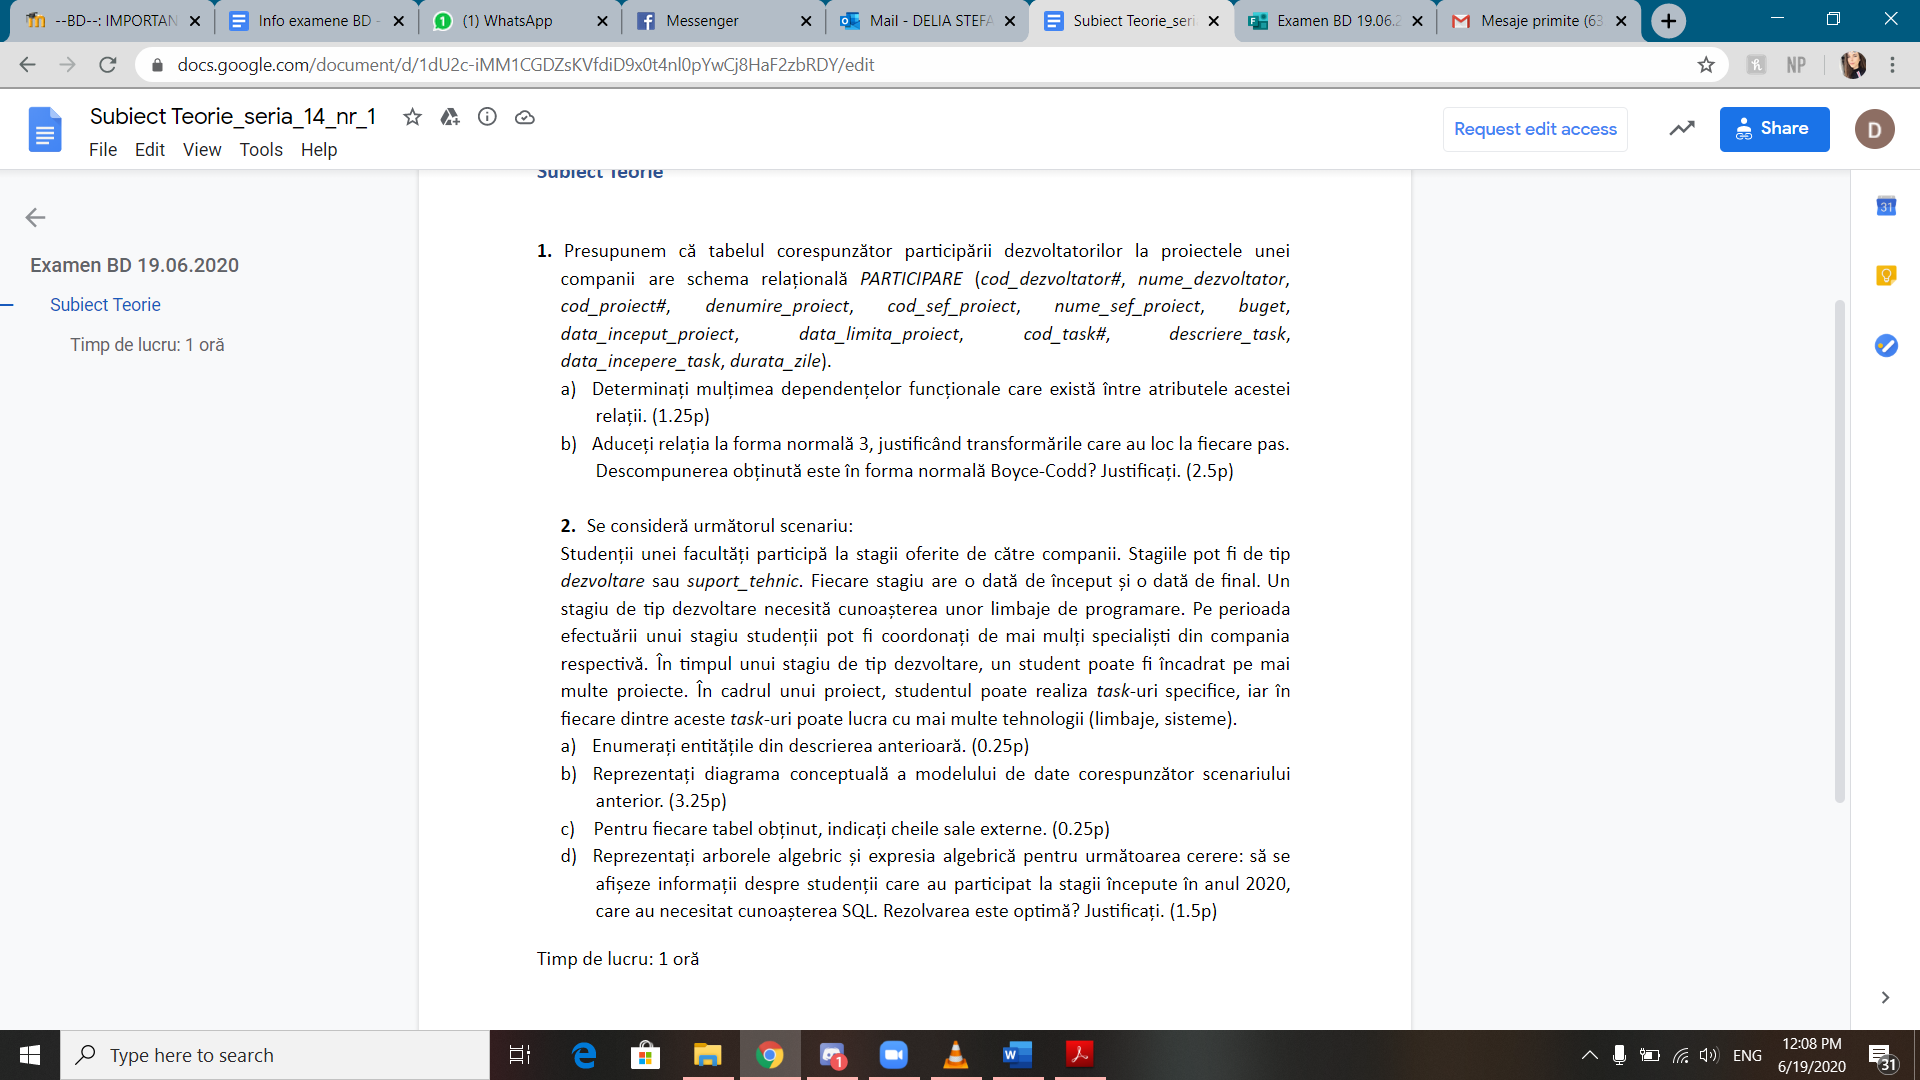 --BD--: IMPORTAN
Info examene BD -
(1) WhatsApp
Messenger
Mail - DELIA STEFA
Subiect Teorie_seri
Examen BD 19.06.2
Mesaje primite (63
docs.google.com/document/d/1dU2c-iMM1CGDZsKVfdiD9x0t4nl0pYwCj8HaF2zbRDY/edit
NP
Subiect Teorie_seria_14_nr_1
File Edit View Tools Help
Request edit access
Share
D
Examen BD 19.06.2020
Subiect Teorie
Timp de lucru: 1 oră
Subiect Teorie
1. Presupunem că tabelul corespunzător participării dezvoltatorilor la proiectele unei
companii are schema relațională PARTICIPARE (cod_dezvoltator#, nume_dezvoltator,
cod_proiect#, denumire_proiect, cod_sef_proiect, nume_sef_proiect, buget,
data_inceput_proiect, data_limita_proiect, cod_task#, descriere_task,
data_incepere_task, durata_zile).
a) Determinați mulțimea dependențelor funcționale care există între atributele acestei
relații. (1.25p)
b) Aduceți relația la forma normală 3, justificând transformările care au loc la fiecare pas.
Descompunerea obținută este în forma normală Boyce-Codd? Justificați. (2.5p)
2. Se consideră următorul scenariu:
Studenții unei facultăți participă la stagii oferite de către companii. Stagiile pot fi de tip
dezvoltare sau suport_tehnic. Fiecare stagiu are o dată de început și o dată de final. Un
stagiu de tip dezvoltare necesită cunoașterea unor limbaje de programare. Pe perioada
efectuării unui stagiu studenții pot fi coordonați de mai mulți specialiști din compania
respectivă. În timpul unui stagiu de tip dezvoltare, un student poate fi încadrat pe mai
multe proiecte. În cadrul unui proiect, studentul poate realiza task-uri specifice, iar în
fiecare dintre aceste task-uri poate lucra cu mai multe tehnologii (limbaje, sisteme).
a) Enumerați entitățile din descrierea anterioară. (0.25p)
b) Reprezentați diagrama conceptuală a modelului de date corespunzător scenariului
anterior. (3.25p)
c) Pentru fiecare tabel obținut, indicați cheile sale externe. (0.25p)
d) Reprezentați arborele algebric și expresia algebrică pentru următoarea cerere: să se
afișeze informații despre studenții care au participat la stagii începute în anul 2020,
care au necesitat cunoașterea SQL. Rezolvarea este optimă? Justificați. (1.5p)
Timp de lucru: 1 oră
31
Type here to search
1
ENG
12:08 PM
6/19/2020
31